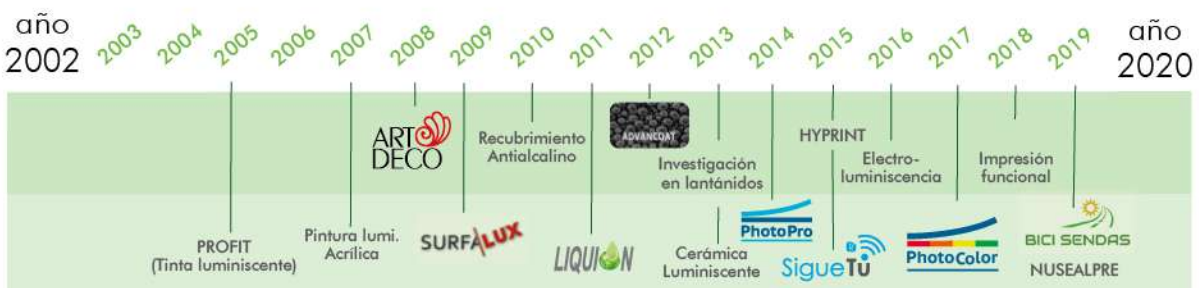 año
2002
2003
2004
2005
2006
2007
2008
2009
2010
2011
2012
2013
2014
2015
2016
2017
2018
2019
año
2020
ART
DECO
Recubrimiento
Antialcalino
ADVANCOAT
Investigación
en lantánidos
HYPRINT
Electro-
luminiscencia
Impresión
funcional
PROFIT
(Tinta luminiscente)
Pintura lumi.
Acrílica
SURFALUX
LIQUION
Cerámica
Luminiscente
PhotoPro
SigueTu
PhotoColor
BICI SENDAS
NUSEALPRE